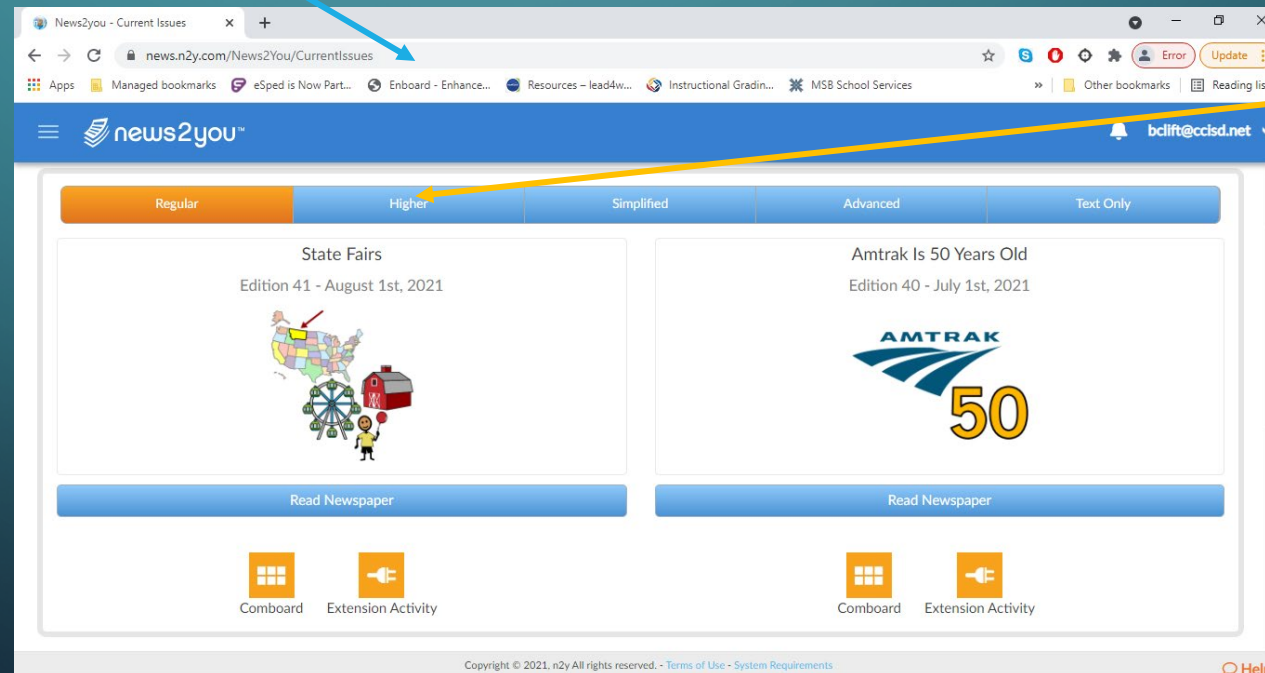 News2you - Current Issues
news.n2y.com/News2You/CurrentIssues
Error
Update
Apps
Managed bookmarks
eSped is Now Part...
Enboard - Enhance...
Resources – lead4w...
Instructional Gradin...
MSB School Services
»
Other bookmarks
Reading lis
news2you™
bclift@ccisd.net
Regular
Higher
Simplified
Advanced
Text Only
State Fairs
Edition 41 - August 1st, 2021
Amtrak Is 50 Years Old
Edition 40 - July 1st, 2021
AMTRAK
50
Read Newspaper
Read Newspaper
Comboard
Extension Activity
Comboard
Extension Activity
Copyright © 2021, n2y All rights reserved. - Terms of Use - System Requirements
Help